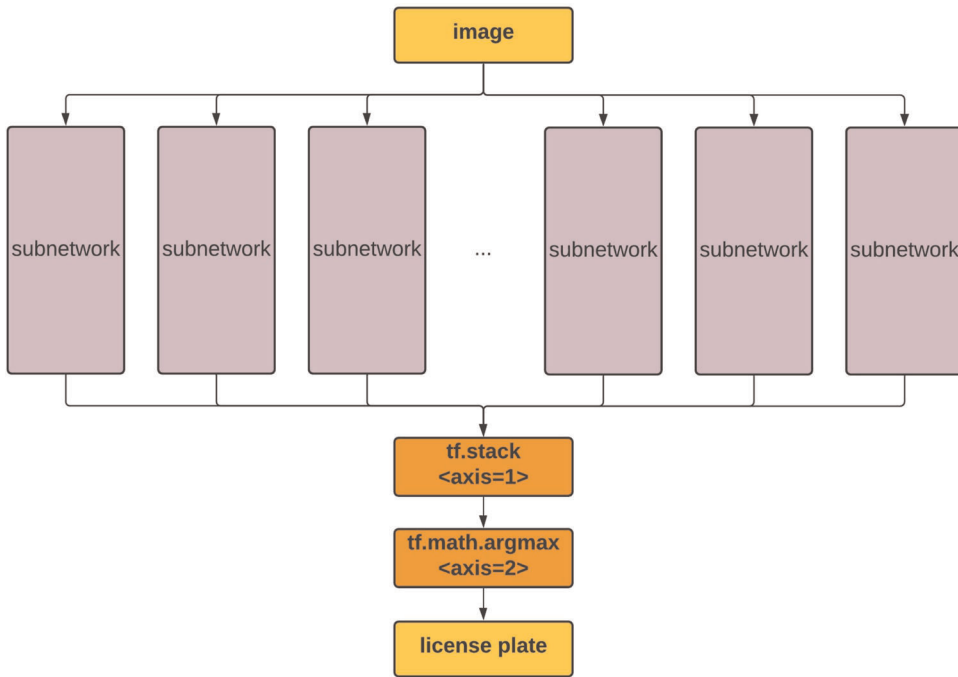 image
subnetwork subnetwork subnetwork ... subnetwork subnetwork subnetwork
tf.stack
<axis=1>
tf.math.argmax
<axis=2>
license plate